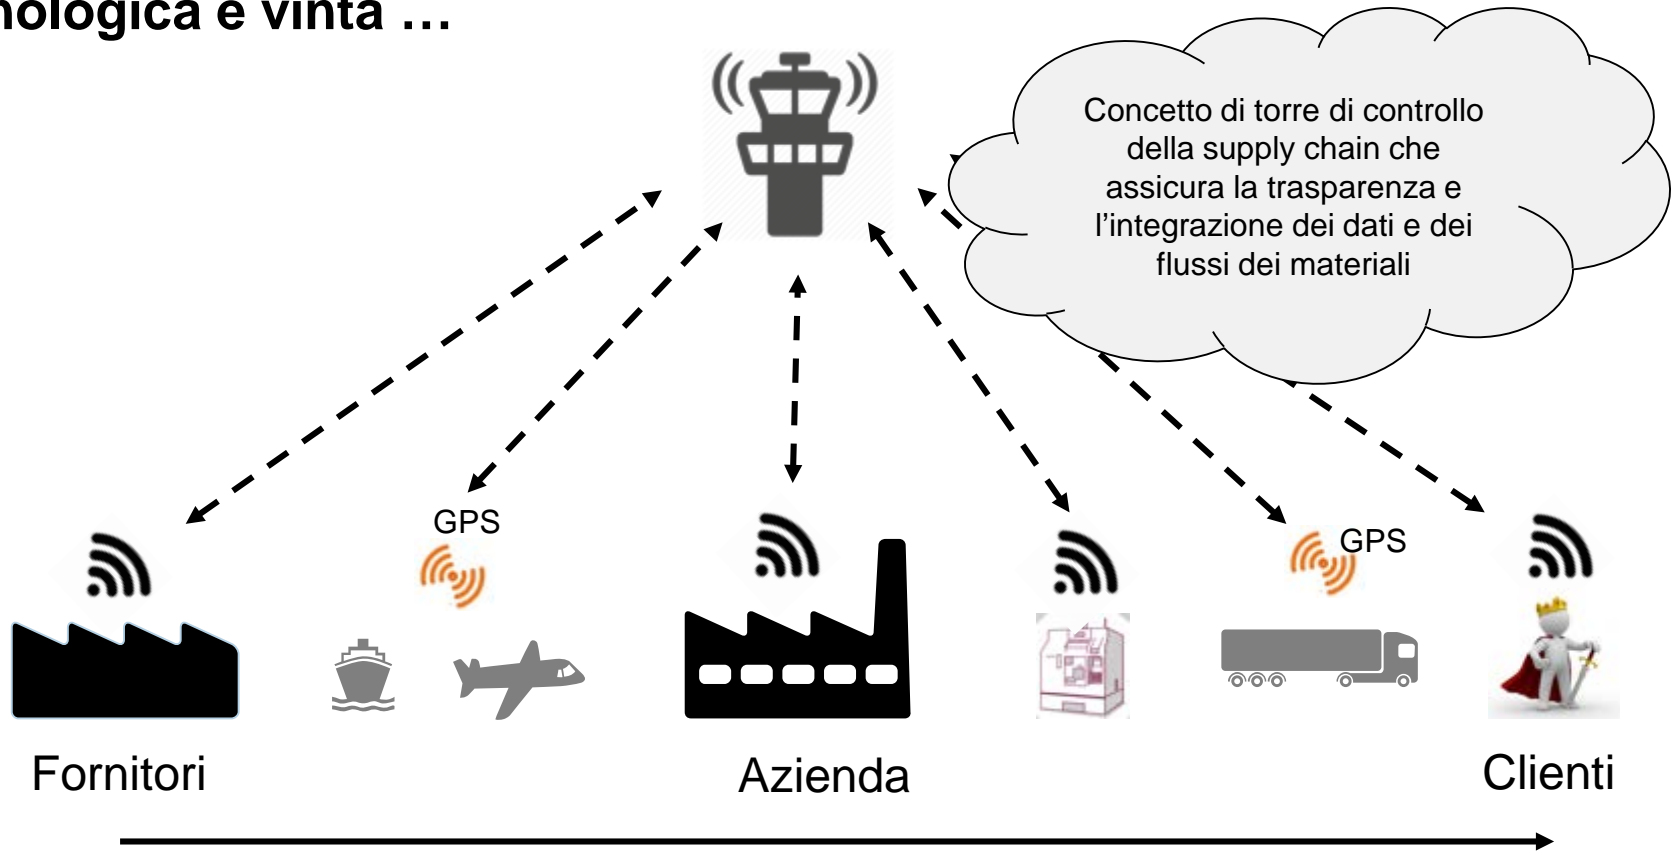 nologica è vinta …
Concetto di torre di controllo
della supply chain che
assicura la trasparenza e
l’integrazione dei dati e dei
flussi dei materiali
GPS
GPS
Fornitori
Azienda
Clienti